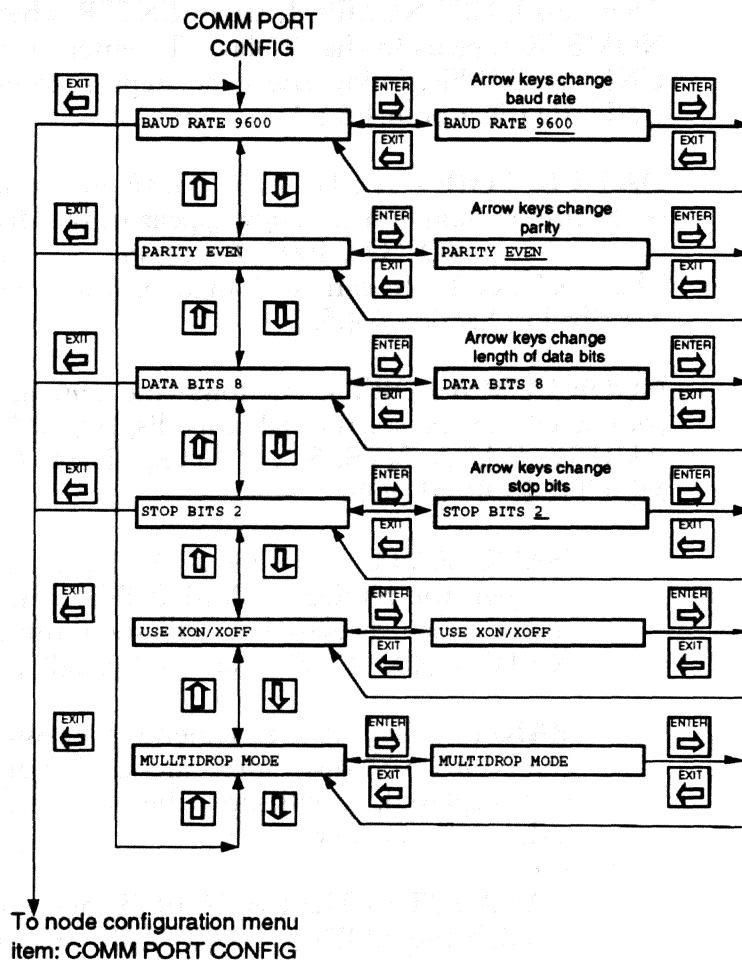 COMM PORT
CONFIG
EXIT
ENTER
Arrow keys change
baud rate
ENTER
BAUD RATE 9600
BAUD RATE 9600
EXIT
EXIT
EXIT
ENTER
Arrow keys change
parity
ENTER
PARITY EVEN
PARITY EVEN
EXIT
EXIT
EXIT
ENTER
Arrow keys change
length of data bits
ENTER
DATA BITS 8
DATA BITS 8
EXIT
EXIT
EXIT
ENTER
Arrow keys change
stop bits
ENTER
STOP BITS 2
STOP BITS 2
EXIT
EXIT
EXIT
ENTER
ENTER
USE XON/XOFF
USE XON/XOFF
EXIT
EXIT
EXIT
ENTER
ENTER
MULLTIDROP MODE
MULTIDROP MODE
EXIT
EXIT
To node configuration menu
item: COMM PORT CONFIG